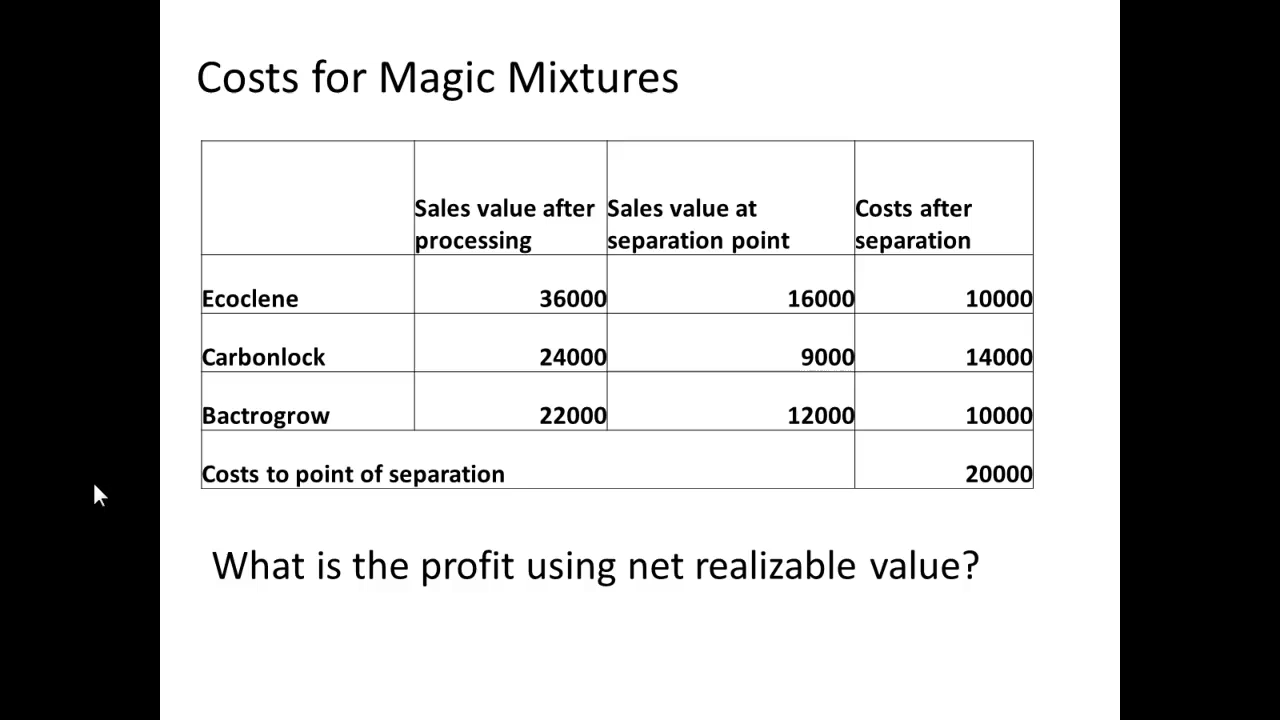 Costs for Magic Mixtures
Sales value after processing Sales value at separation point Costs after separation
Ecoclene 36000 16000 10000
Carbonlock 24000 9000 14000
Bactrogrow 22000 12000 10000
Costs to point of separation 20000
What is the profit using net realizable value?